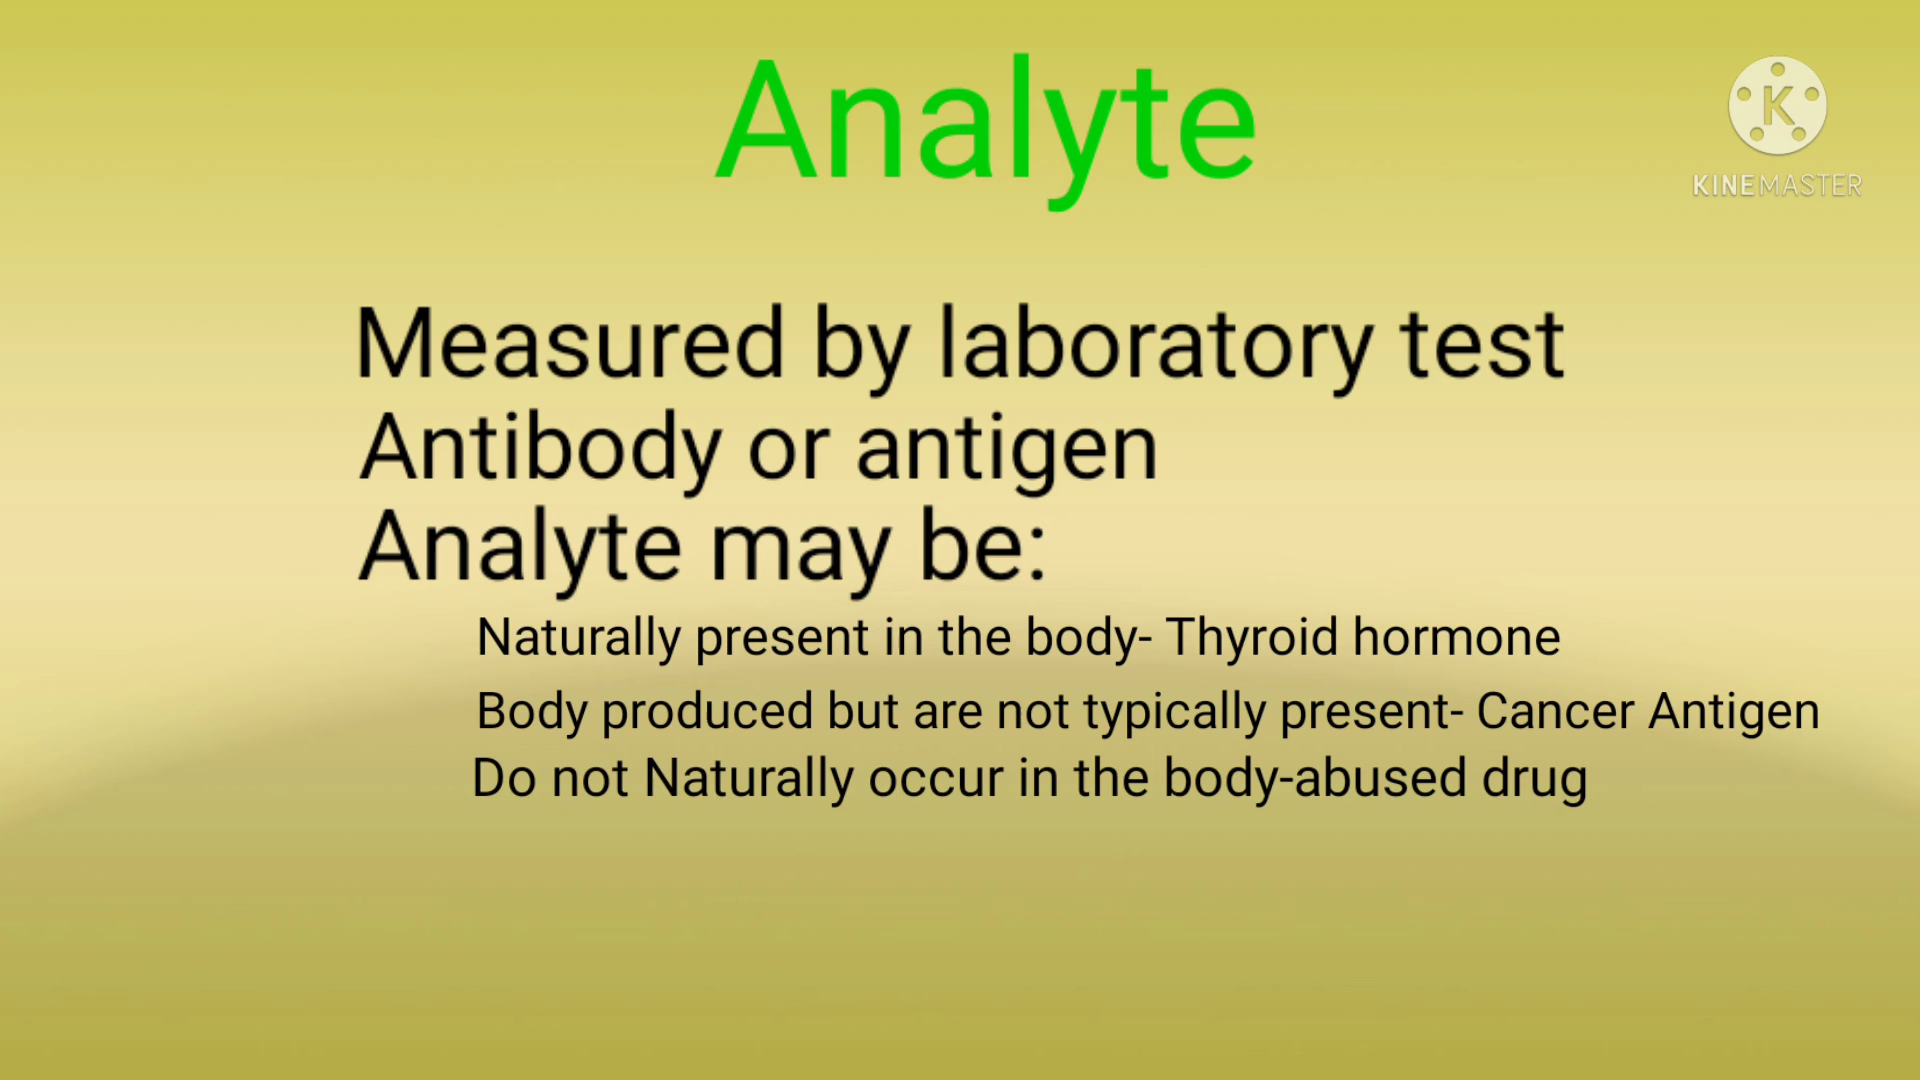 Analyte
K
KINEMASTER
Measured by laboratory test
Antibody or antigen
Analyte may be:
Naturally present in the body- Thyroid hormone
Body produced but are not typically present- Cancer Antigen
Do not Naturally occur in the body-abused drug